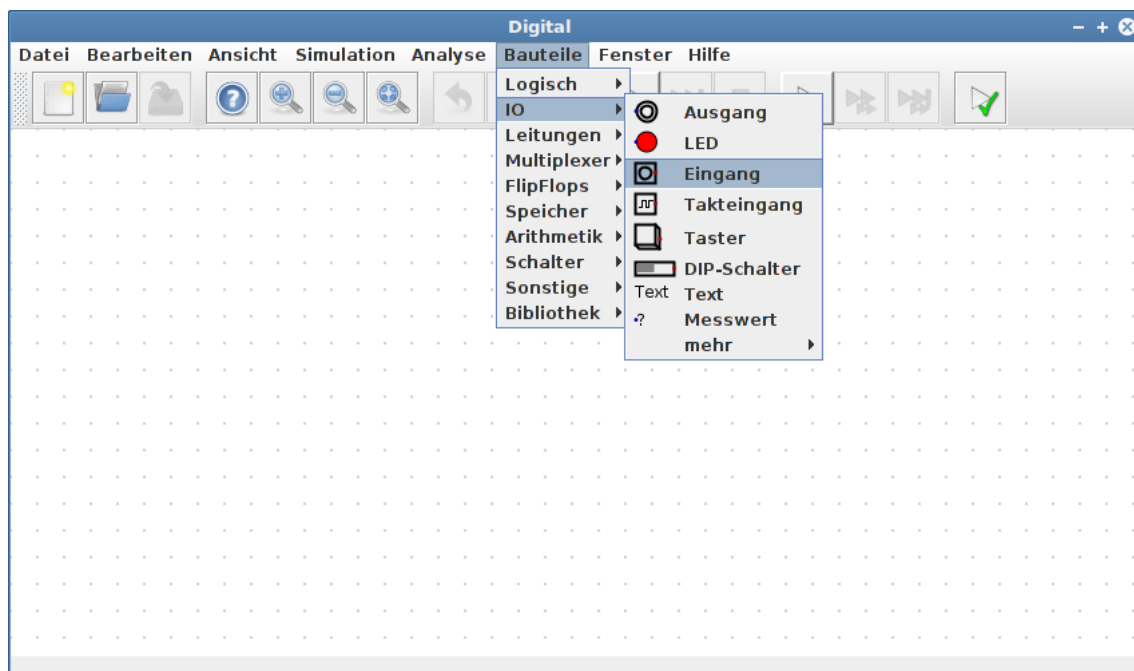 Digital
Datei Bearbeiten Ansicht Simulation Analyse Bauteile Fenster Hilfe
Logisch
IO
Leitungen
Multiplexer
FlipFlops
Speicher
Arithmetik
Schalter
Sonstige
Bibliothek
Ausgang
LED
Eingang
Takteingang
Taster
DIP-Schalter
Text Text
? Messwert
mehr